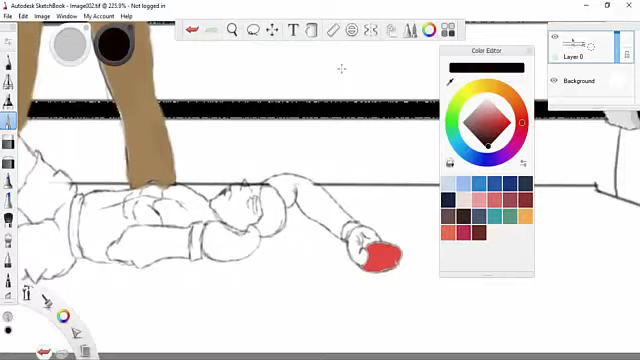 Autodesk SketchBook - Image002.tif @ 225.9% - Not logged in
File Edit Image Window My Account Help
Color Editor
Layer 0
Background